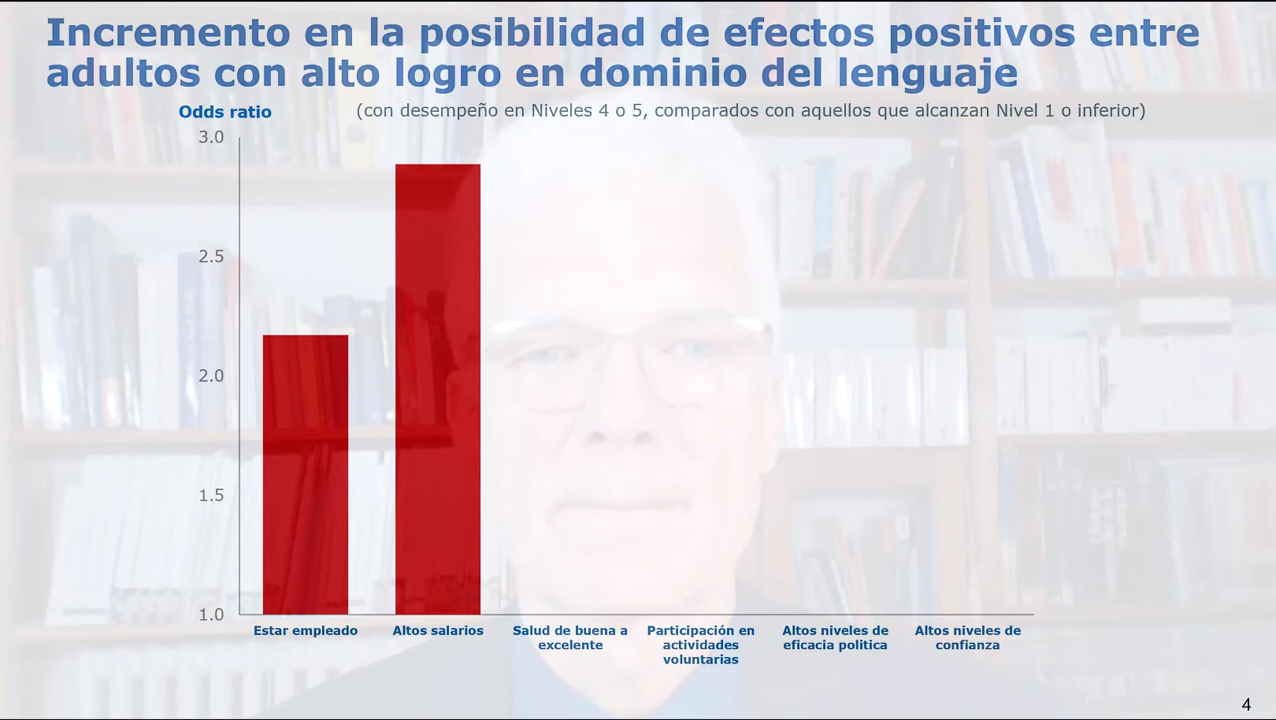 Incremento en la posibilidad de efectos positivos entre
adultos con alto logro en dominio del lenguaje
Odds ratio
(con desempeño en Niveles 4 o 5, comparados con aquellos que alcanzan Nivel 1 o inferior)
3.0
2.5
2.0
1.5
1.0
Estar empleado
Altos salarios
Salud de buena a
excelente
Participación en
actividades
voluntarias
Altos niveles de
eficacia politica
Altos niveles de
confianza
4